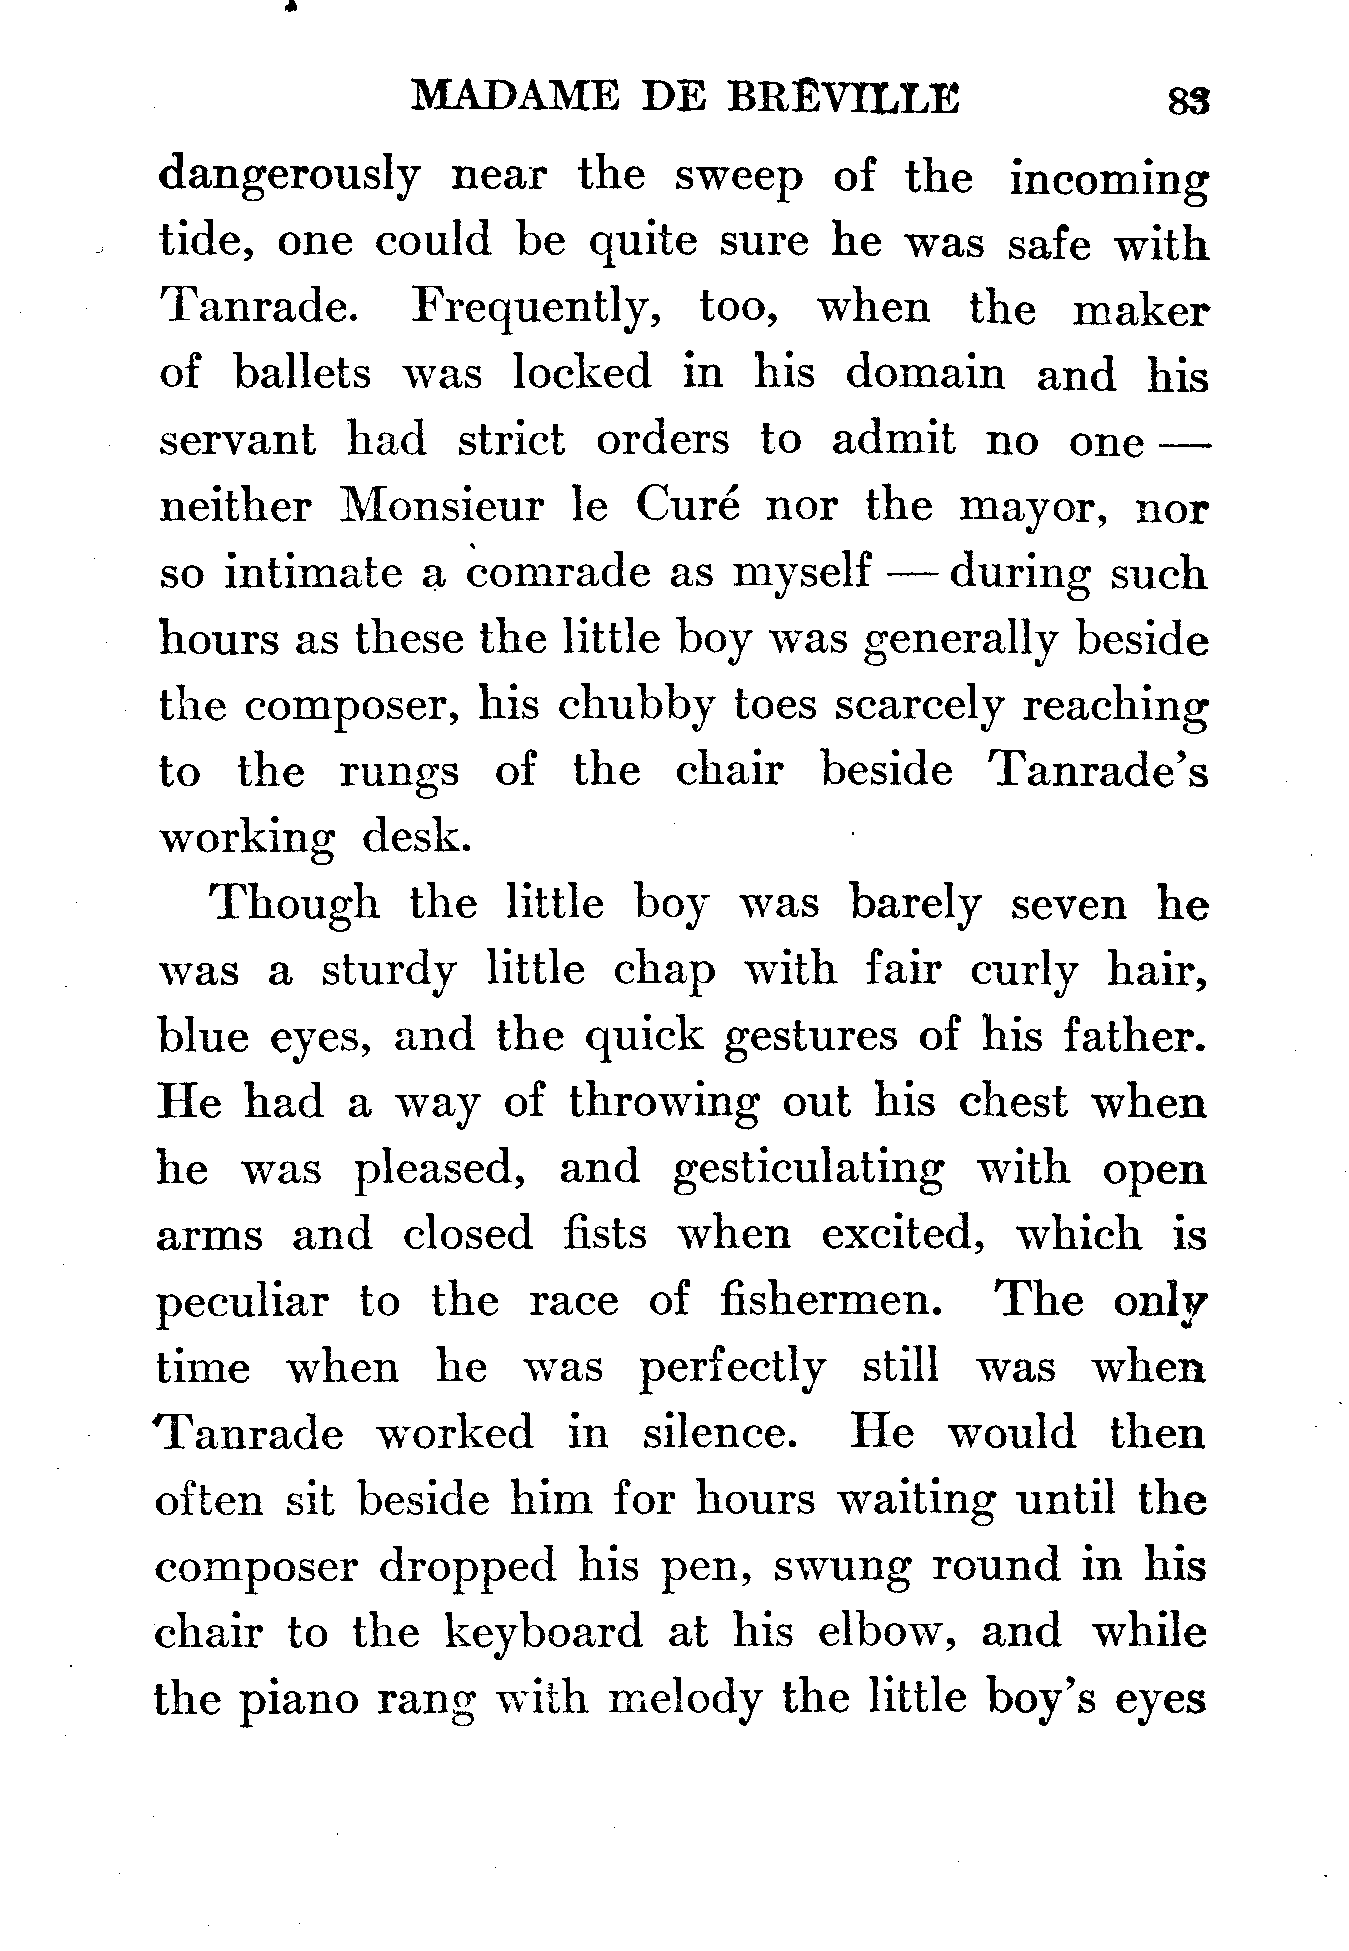 MADAME DE BRÊVILLE 83
dangerously near the sweep of the incoming
tide, one could be quite sure he was safe with
Tanrade. Frequently, too, when the maker
of ballets was locked in his domain and his
servant had strict orders to admit no one —
neither Monsieur le Curé nor the mayor, nor
so intimate a comrade as myself — during such
hours as these the little boy was generally beside
the composer, his chubby toes scarcely reaching
to the rungs of the chair beside Tanrade's
working desk.
Though the little boy was barely seven he
was a sturdy little chap with fair curly hair,
blue eyes, and the quick gestures of his father.
He had a way of throwing out his chest when
he was pleased, and gesticulating with open
arms and closed fists when excited, which is
peculiar to the race of fishermen. The only
time when he was perfectly still was when
Tanrade worked in silence. He would then
often sit beside him for hours waiting until the
composer dropped his pen, swung round in his
chair to the keyboard at his elbow, and while
the piano rang with melody the little boy's eyes